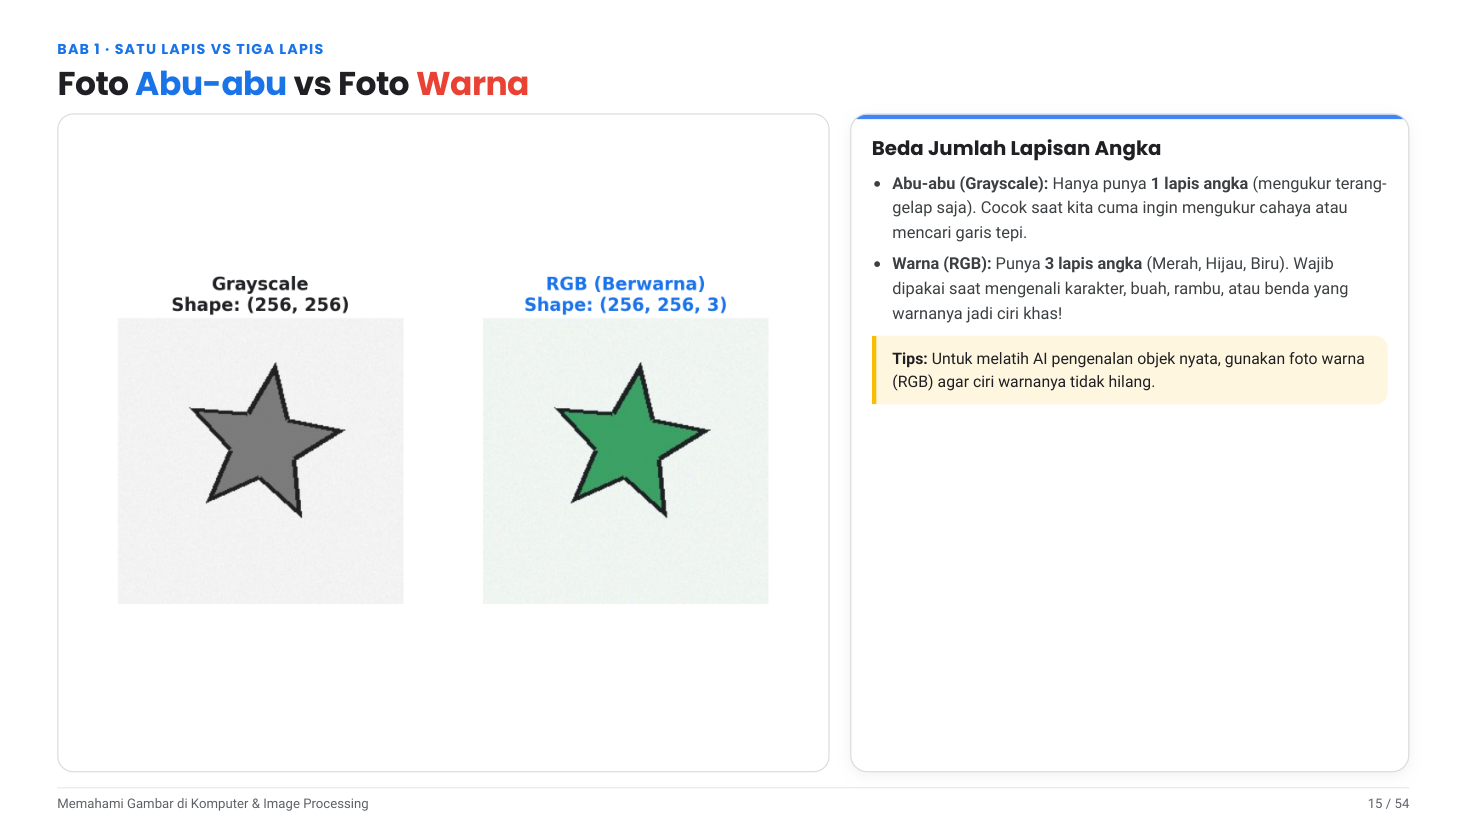 BAB 1 · SATU LAPIS VS TIGA LAPIS
Foto Abu-abu vs Foto Warna
Grayscale
Shape: (256, 256)
RGB (Berwarna)
Shape: (256, 256, 3)
Beda Jumlah Lapisan Angka
• Abu-abu (Grayscale): Hanya punya 1 lapis angka (mengukur terang-
gelap saja). Cocok saat kita cuma ingin mengukur cahaya atau
mencari garis tepi.
• Warna (RGB): Punya 3 lapis angka (Merah, Hijau, Biru). Wajib
dipakai saat mengenali karakter, buah, rambu, atau benda yang
warnanya jadi ciri khas!
Tips: Untuk melatih AI pengenalan objek nyata, gunakan foto warna
(RGB) agar ciri warnanya tidak hilang.
Memahami Gambar di Komputer & Image Processing
15 / 54